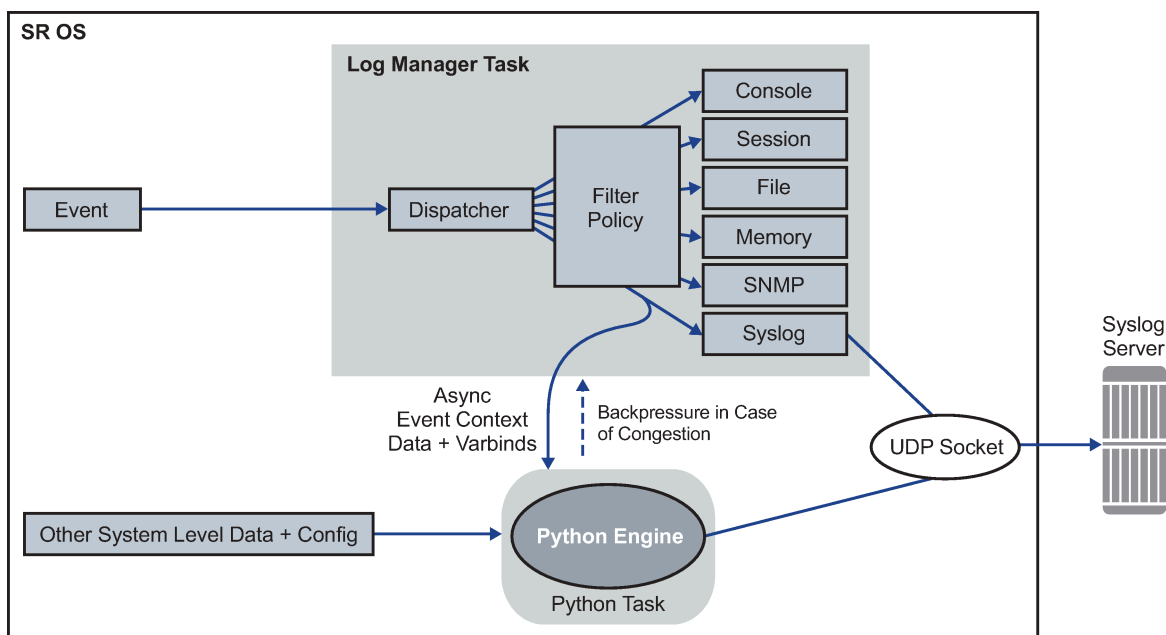 SR OS
Log Manager Task
Console
Session
File
Memory
SNMP
Syslog
Event
Dispatcher
Filter
Policy
Syslog
Server
Async
Event Context
Data + Varbinds
Backpressure in Case
of Congestion
UDP Socket
Other System Level Data + Config
Python Engine
Python Task